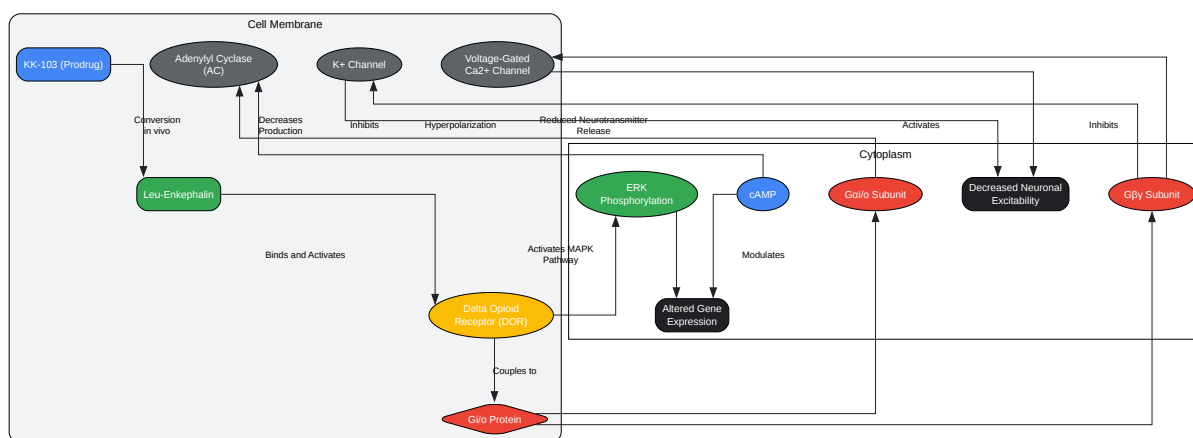 Cell Membrane
KK-103 (Prodrug)
Adenylyl Cyclase
(AC)
K+ Channel
Voltage-Gated
Ca2+ Channel
Conversion
in vivo
Decreases
Production
Inhibits
Hyperpolarization
Reduced Neurotransmitter
Release
Activates
Inhibits
Cytoplasm
Leu-Enkephalin
ERK
Phosphorylation
cAMP
Gαi/o Subunit
Decreased Neuronal
Excitability
Gβγ Subunit
Binds and Activates
Activates MAPK
Pathway
Modulates
Delta Opioid
Receptor (DOR)
Altered Gene
Expression
Couples to
Gi/o Protein